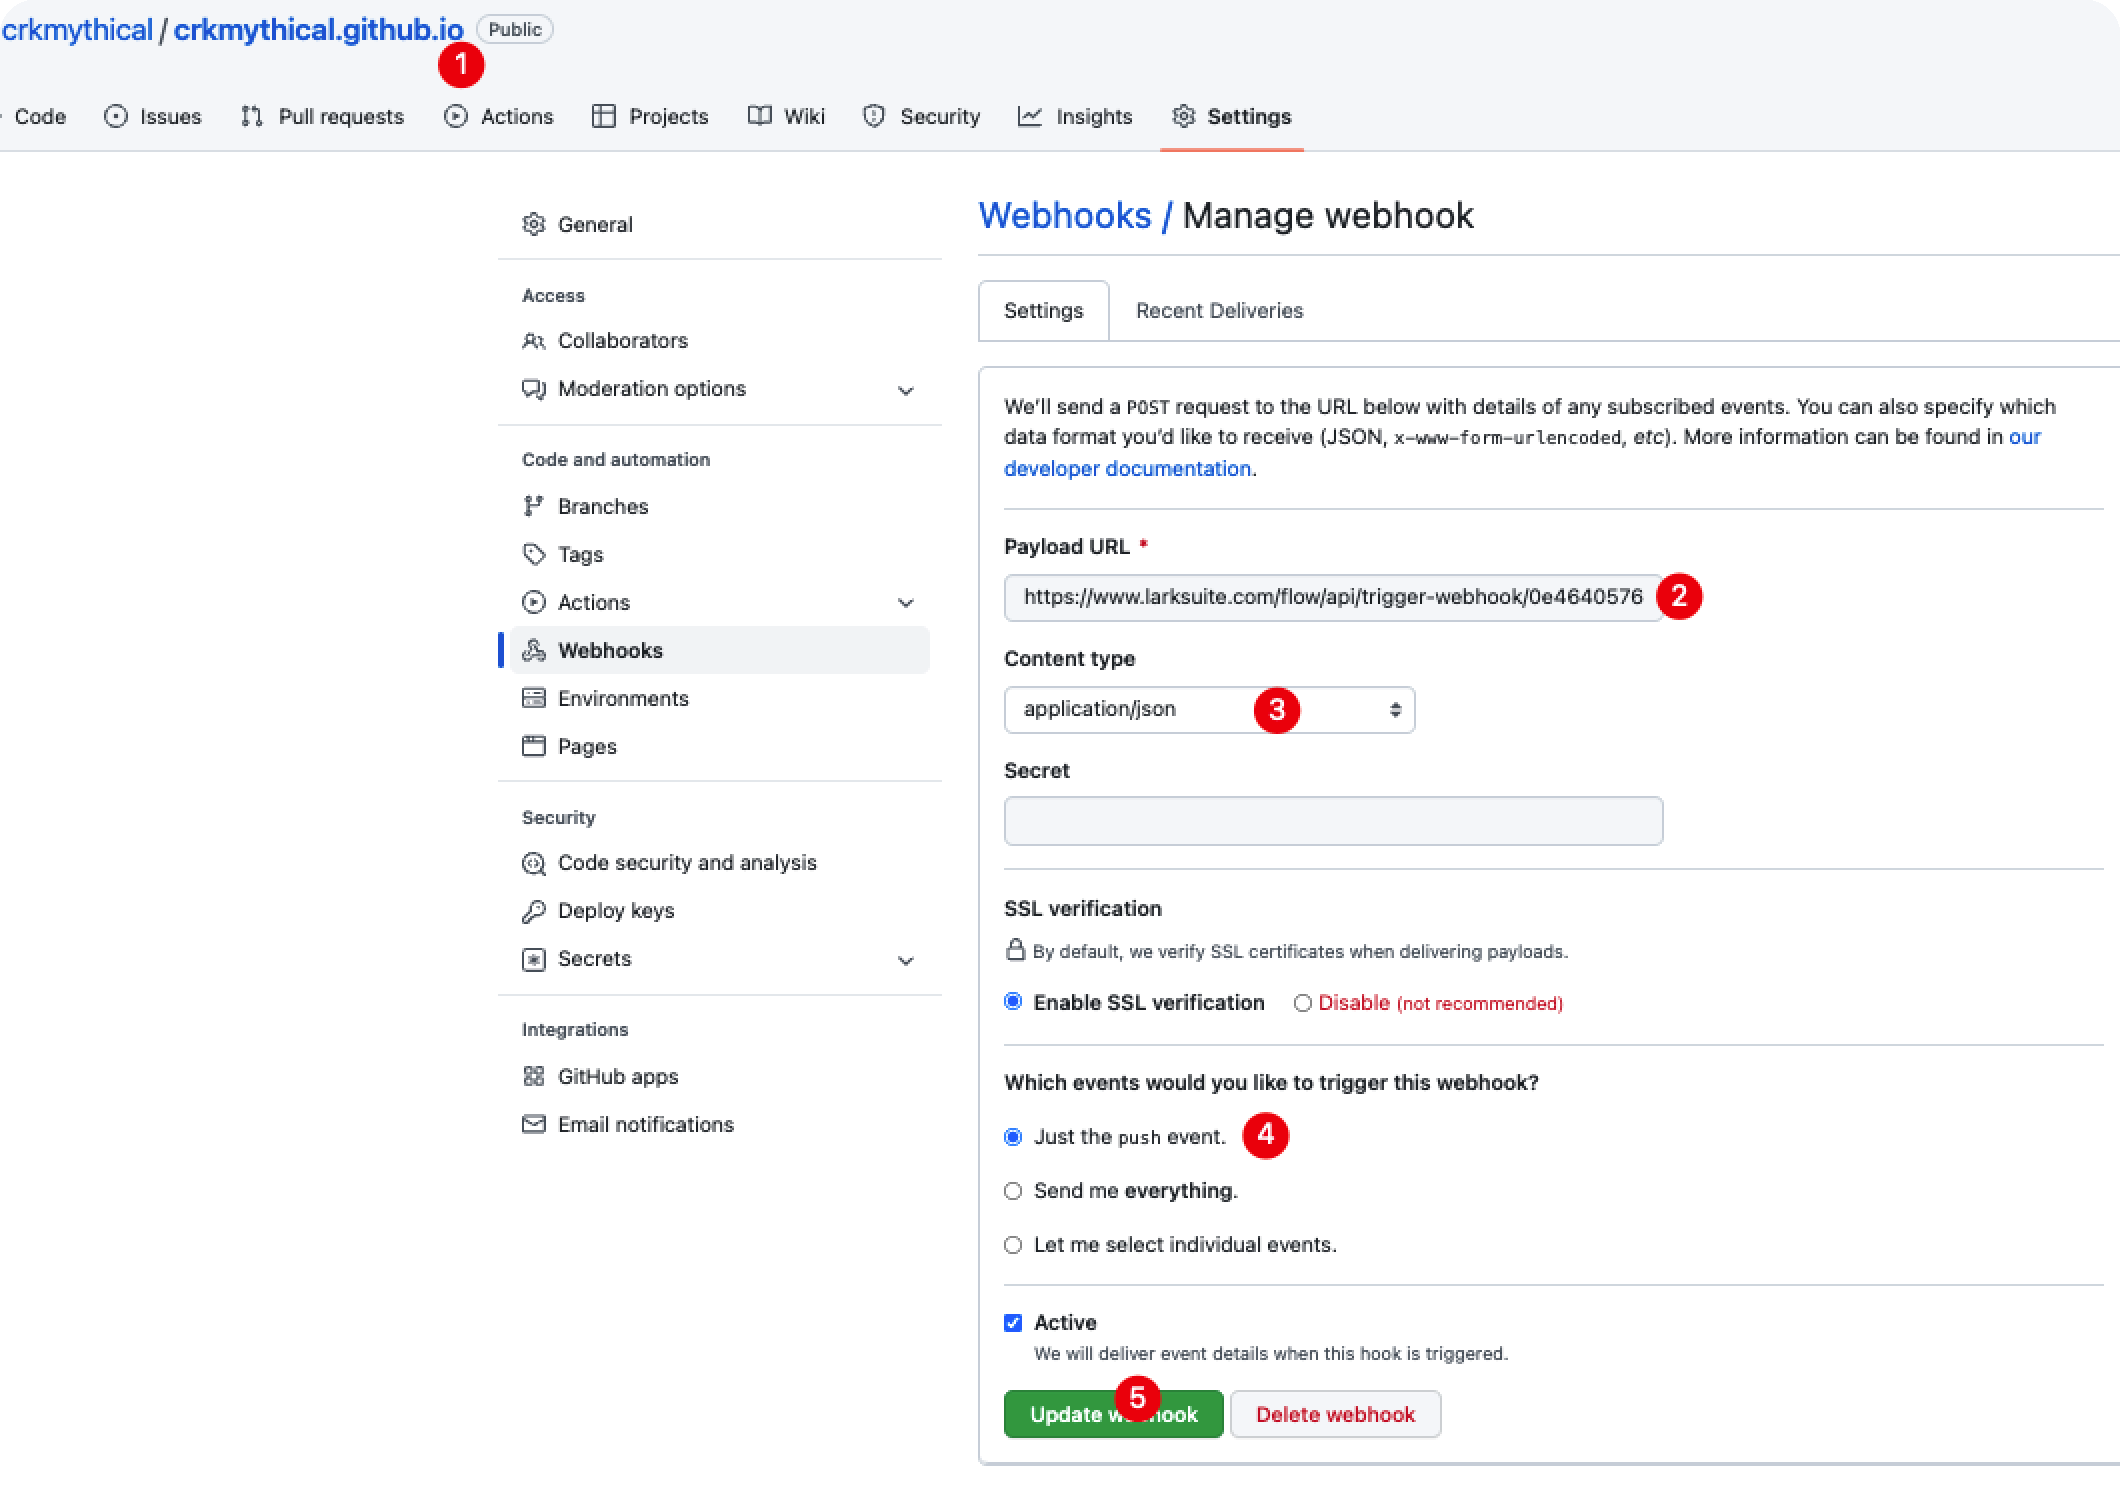 crkmythical / crkmythical.github.io Public
1
Code Issues Pull requests Actions Projects Wiki Security Insights Settings
General
Access
Collaborators
Moderation options
Code and automation
Branches
Tags
Actions
Webhooks
Environments
Pages
Security
Code security and analysis
Deploy keys
Secrets
Integrations
GitHub apps
Email notifications
Webhooks / Manage webhook
Settings Recent Deliveries
We'll send a POST request to the URL below with details of any subscribed events. You can also specify which
data format you'd like to receive (JSON, x-www-form-urlencoded, etc). More information can be found in our
developer documentation.
Payload URL *
https://www.larksuite.com/flow/api/trigger-webhook/0e4640576 2
Content type
application/json 3
Secret
SSL verification
By default, we verify SSL certificates when delivering payloads.
Enable SSL verification Disable (not recommended)
Which events would you like to trigger this webhook?
Just the push event. 4
Send me everything.
Let me select individual events.
Active
We will deliver event details when this hook is triggered.
5
Update webhook Delete webhook